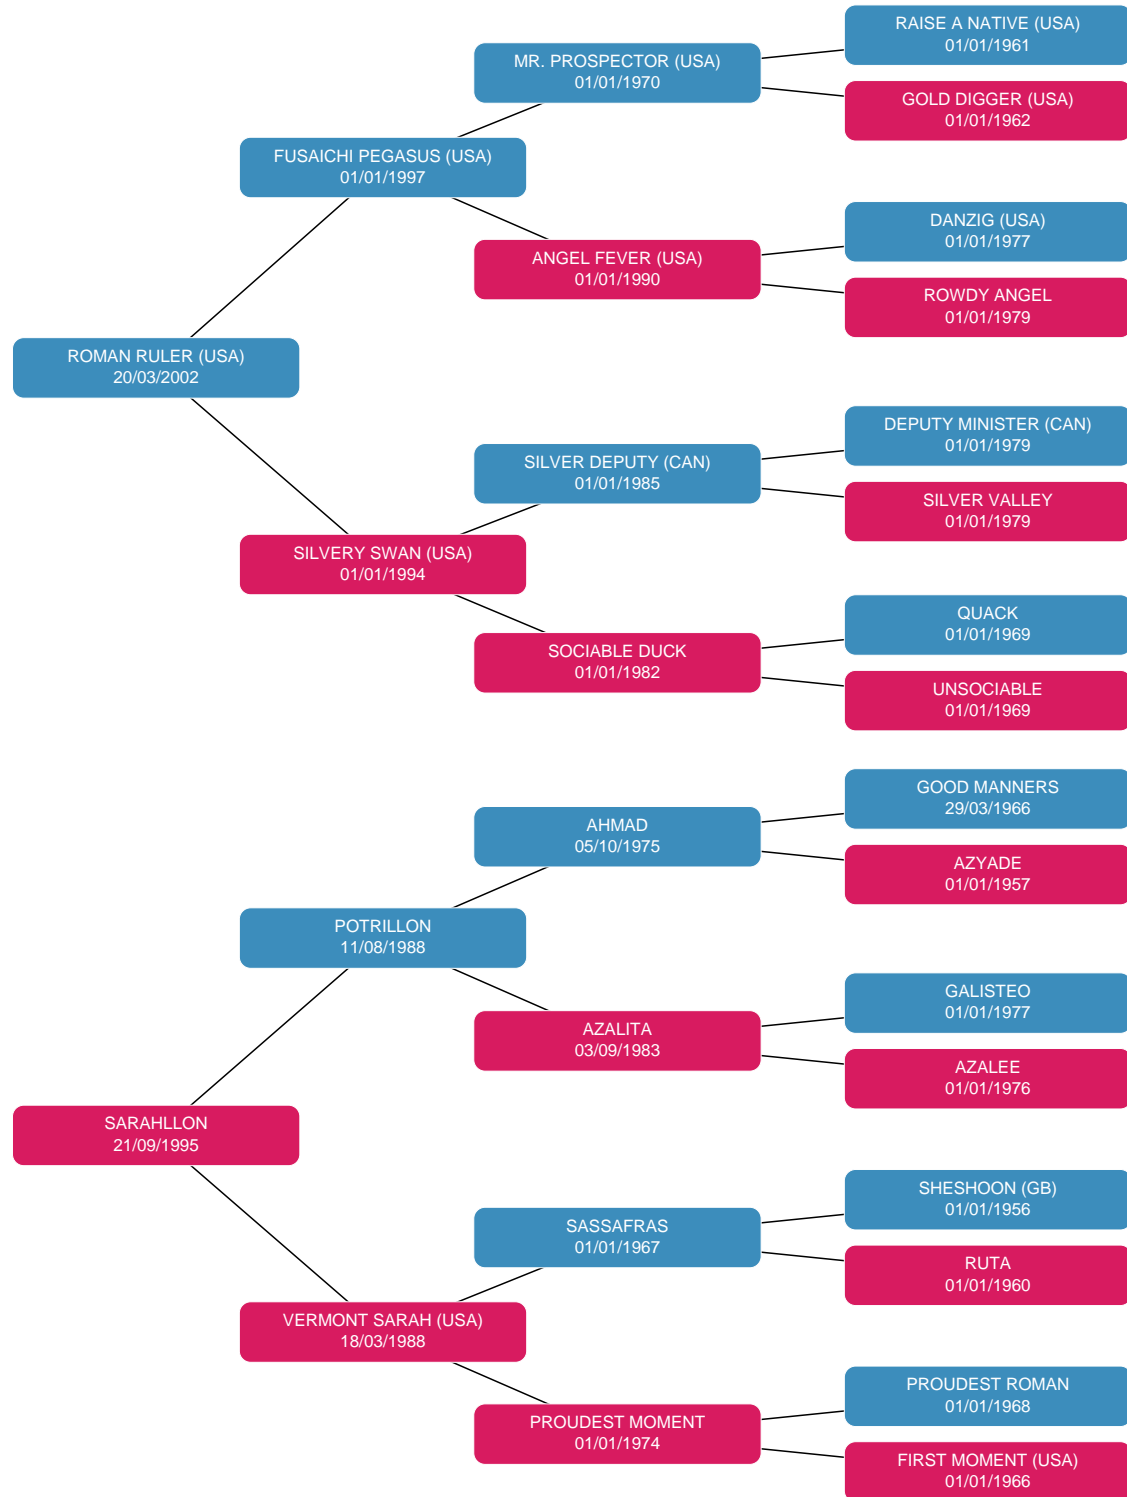 RAISE A NATIVE (USA)
01/01/1961
MR. PROSPECTOR (USA)
01/01/1970
GOLD DIGGER (USA)
01/01/1962
FUSAICHI PEGASUS (USA)
01/01/1997
DANZIG (USA)
01/01/1977
ANGEL FEVER (USA)
01/01/1990
ROWDY ANGEL
01/01/1979
ROMAN RULER (USA)
20/03/2002
DEPUTY MINISTER (CAN)
01/01/1979
SILVER DEPUTY (CAN)
01/01/1985
SILVER VALLEY
01/01/1979
SILVERY SWAN (USA)
01/01/1994
QUACK
01/01/1969
SOCIABLE DUCK
01/01/1982
UNSOCIABLE
01/01/1969
GOOD MANNERS
29/03/1966
AHMAD
05/10/1975
AZYADE
01/01/1957
POTRILLON
11/08/1988
GALISTEO
01/01/1977
AZALITA
03/09/1983
AZALEE
01/01/1976
SARAHLLON
21/09/1995
SHESHOON (GB)
01/01/1956
SASSAFRAS
01/01/1967
RUTA
01/01/1960
VERMONT SARAH (USA)
18/03/1988
PROUDEST ROMAN
01/01/1968
PROUDEST MOMENT
01/01/1974
FIRST MOMENT (USA)
01/01/1966